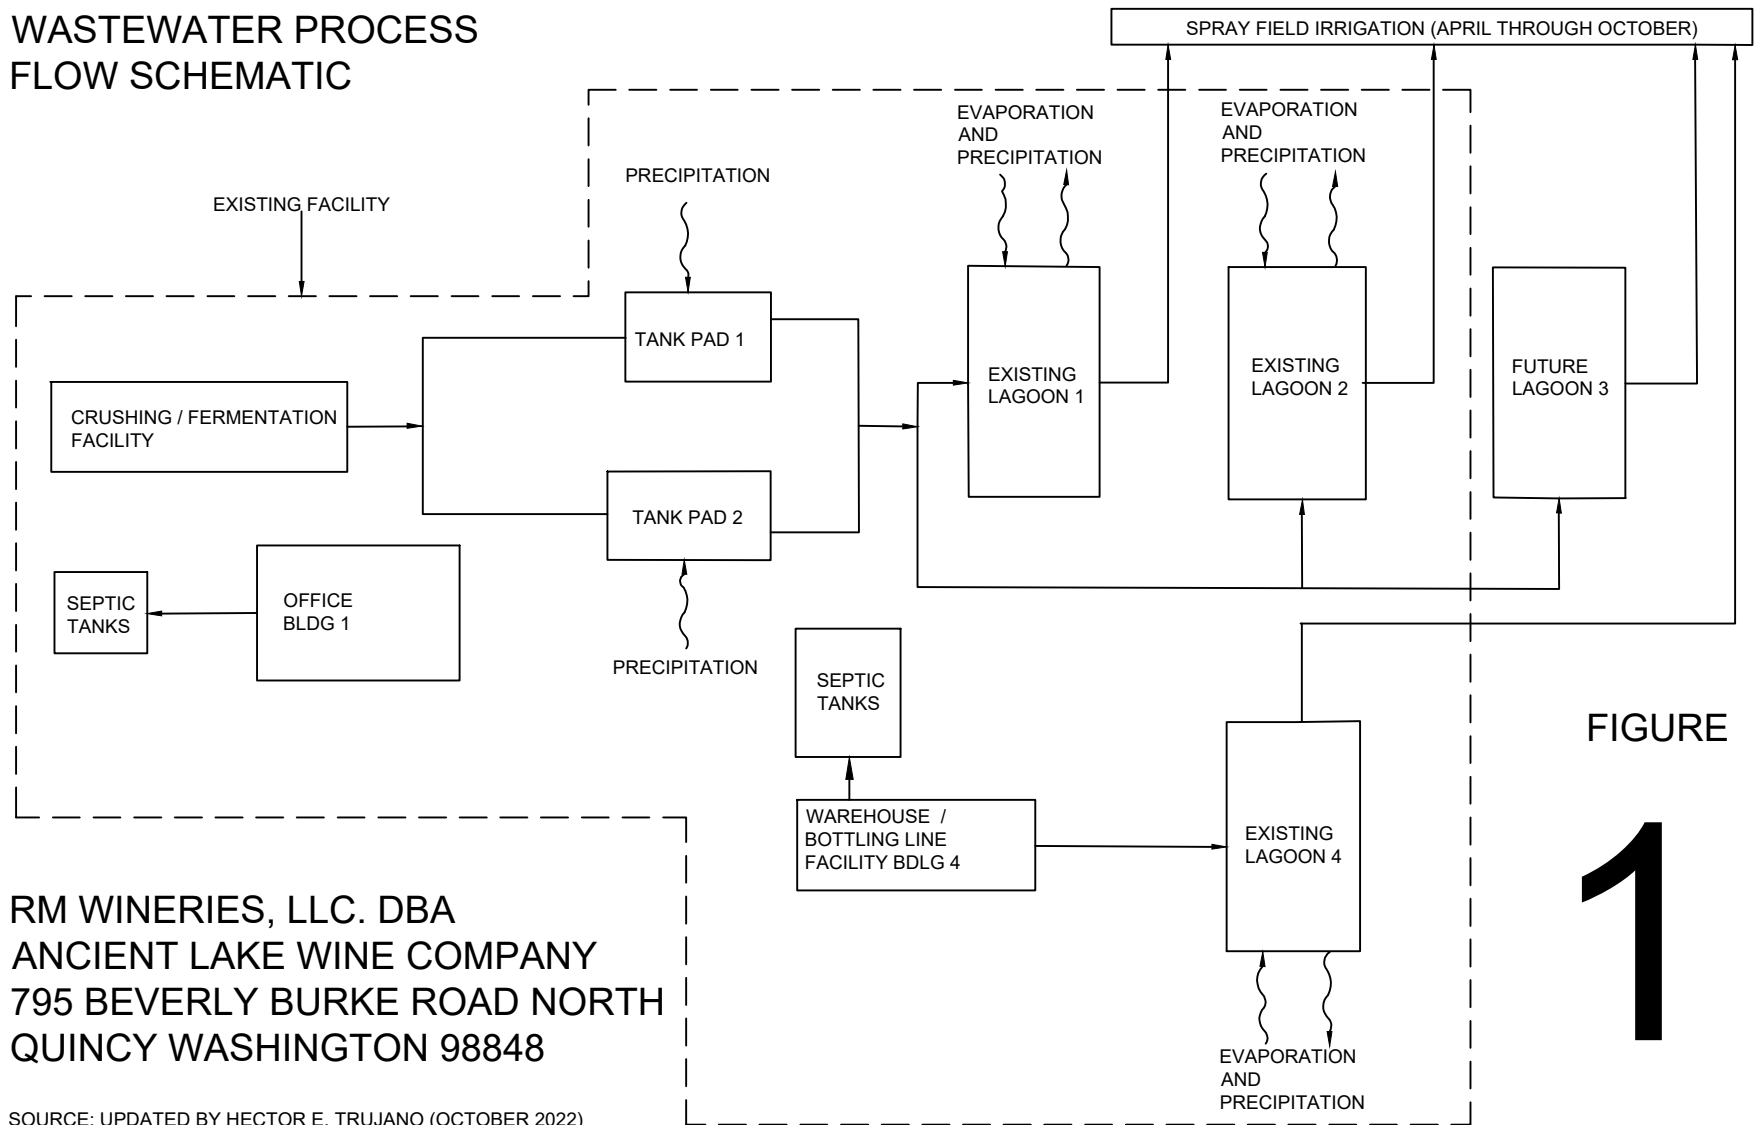 WASTEWATER PROCESS
FLOW SCHEMATIC
SPRAY FIELD IRRIGATION (APRIL THROUGH OCTOBER)
EVAPORATION
AND
PRECIPITATION
EVAPORATION
AND
PRECIPITATION
PRECIPITATION
EXISTING FACILITY
TANK PAD 1
EXISTING
LAGOON 1
EXISTING
LAGOON 2
FUTURE
LAGOON 3
CRUSHING / FERMENTATION
FACILITY
TANK PAD 2
SEPTIC
TANKS
OFFICE
BLDG 1
PRECIPITATION
SEPTIC
TANKS
WAREHOUSE /
BOTTLING LINE
FACILITY BDLG 4
EXISTING
LAGOON 4
EVAPORATION
AND
PRECIPITATION
FIGURE
1
RM WINERIES, LLC. DBA
ANCIENT LAKE WINE COMPANY
795 BEVERLY BURKE ROAD NORTH
QUINCY WASHINGTON 98848
SOURCE: UPDATED BY HECTOR E. TRUJANO (OCTOBER 2022)